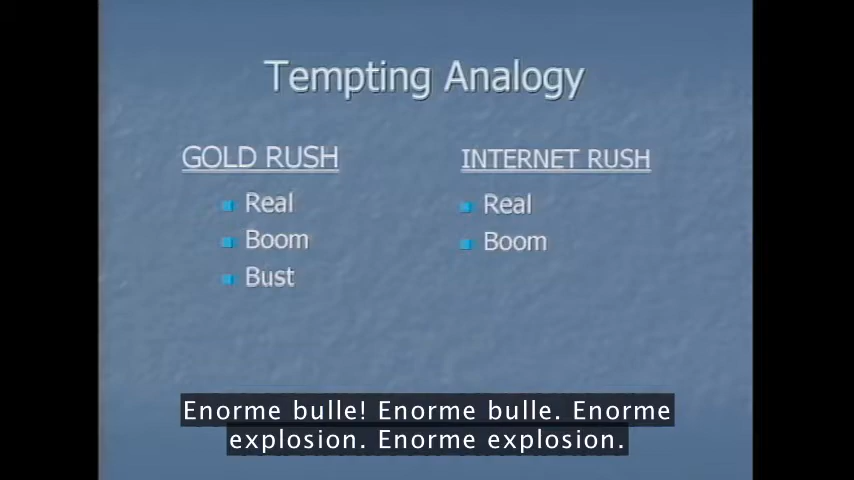 Tempting Analogy
GOLD RUSH
Real
Boom
Bust
INTERNET RUSH
Real
Boom
Enorme bulle! Enorme bulle. Enorme
explosion. Enorme explosion.